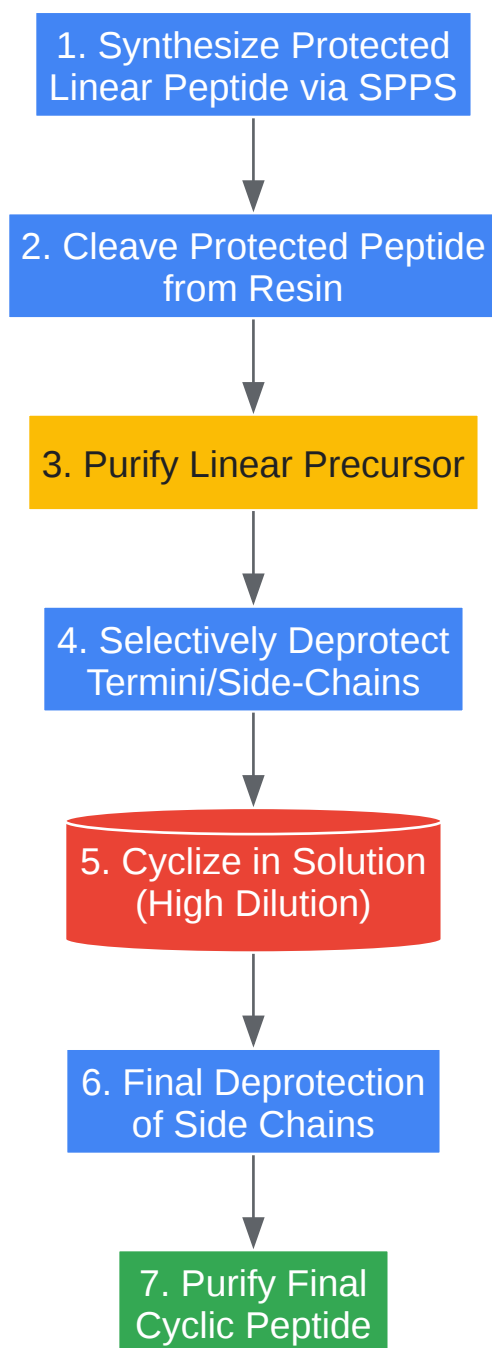 1. Synthesize Protected
Linear Peptide via SPPS
2. Cleave Protected Peptide
from Resin
3. Purify Linear Precursor
4. Selectively Deprotect
Termini/Side-Chains
5. Cyclize in Solution
(High Dilution)
6. Final Deprotection
of Side Chains
7. Purify Final
Cyclic Peptide